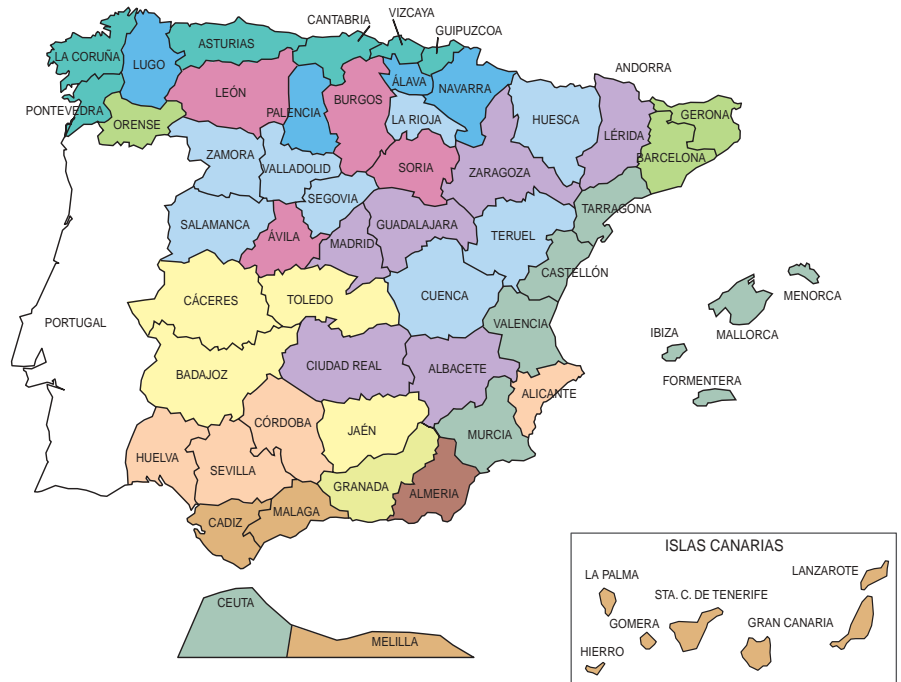 CANTABRIA
VIZCAYA
GUIPUZCOA
LA CORUÑA
LUGO
ASTURIAS
ANDORRA
LEÓN
PALENCIA
BURGOS
ÁLAVA
NAVARRA
PONTEVEDRA
ORENSE
LA RIOJA
HUESCA
LÉRIDA
GERONA
ZAMORA
VALLADOLID
SORIA
ZARAGOZA
BARCELONA
SEGOVIA
TARRAGONA
SALAMANCA
ÁVILA
MADRID
GUADALAJARA
TERUEL
CASTELLÓN
CÁCERES
TOLEDO
CUENCA
MENORCA
PORTUGAL
VALENCIA
IBIZA
MALLORCA
BADAJOZ
CIUDAD REAL
ALBACETE
FORMENTERA
ALICANTE
CÓRDOBA
JAÉN
MURCIA
HUELVA
SEVILLA
GRANADA
ALMERIA
CADIZ
MALAGA
ISLAS CANARIAS
LA PALMA
LANZAROTE
STA. C. DE TENERIFE
GOMERA
GRAN CANARIA
HIERRO
CEUTA
MELILLA